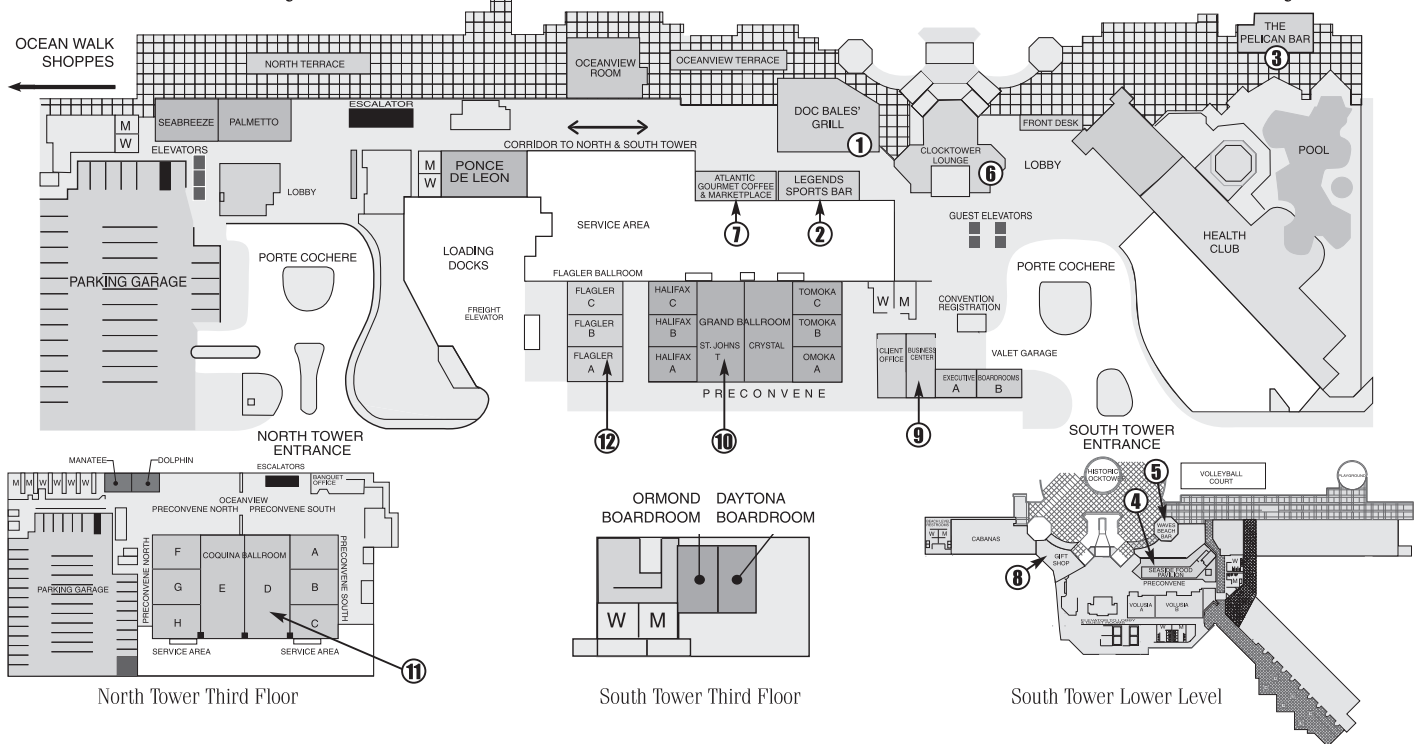 OCEAN WALK
SHOPPES
NORTH TERRACE
OCEANVIEW
ROOM
OCEANVIEW TERRACE
THE
PELICAN BAR
3
ESCALATOR
M
W
SEABREEZE
PALMETTO
ELEVATORS
LOBBY
M
W
PONCE
DE LEON
CORRIDOR TO NORTH & SOUTH TOWER
DOC BALES'
GRILL
1
CLOCKTOWER
LOUNGE
6
FRONT DESK
LOBBY
POOL
ATLANTIC
GOURMET COFFEE
& MARKETPLACE
LEGENDS
SPORTS BAR
7
2
GUEST ELEVATORS
HEALTH
CLUB
SERVICE AREA
LOADING
DOCKS
PORTE COCHERE
PARKING GARAGE
PORTE COCHERE
FLAGLER BALLROOM
FREIGHT
ELEVATOR
FLAGLER
C
FLAGLER
B
FLAGLER
A
HALIFAX
C
HALIFAX
B
HALIFAX
A
GRAND BALLROOM
ST. JOHNS
T
CRYSTAL
TOMOKA
C
TOMOKA
B
OMOKA
A
PRECONVENE
W M
CONVENTION
REGISTRATION
CLIENT
OFFICE
BUSINESS
CENTER
VALET GARAGE
EXECUTIVE
A
BOARDROOMS
B
12
10
9
NORTH TOWER
ENTRANCE
SOUTH TOWER
ENTRANCE
MANATEE
DOLPHIN
ESCALATORS
BANQUET
OFFICE
M W W W W W
OCEANVIEW
PRECONVENE NORTH
PRECONVENE SOUTH
PARKING GARAGE
PRECONVENE NORTH
COQUINA BALLROOM
F
G
H
E
D
A
B
C
PRECONVENE SOUTH
SERVICE AREA
SERVICE AREA
11
North Tower Third Floor
ORMOND
BOARDROOM
DAYTONA
BOARDROOM
W M
South Tower Third Floor
HISTORIC
CLOCKTOWER
5
4
VOLLEYBALL
COURT
PLAYGROUND
WAVES
BEACH
BAR
W M
CABANAS
GIFT
SHOP
8
SEASIDE FOOD
PAVILION
PRECONVENE
W
M
VOLUSIA
A
VOLUSIA
B
W M
South Tower Lower Level